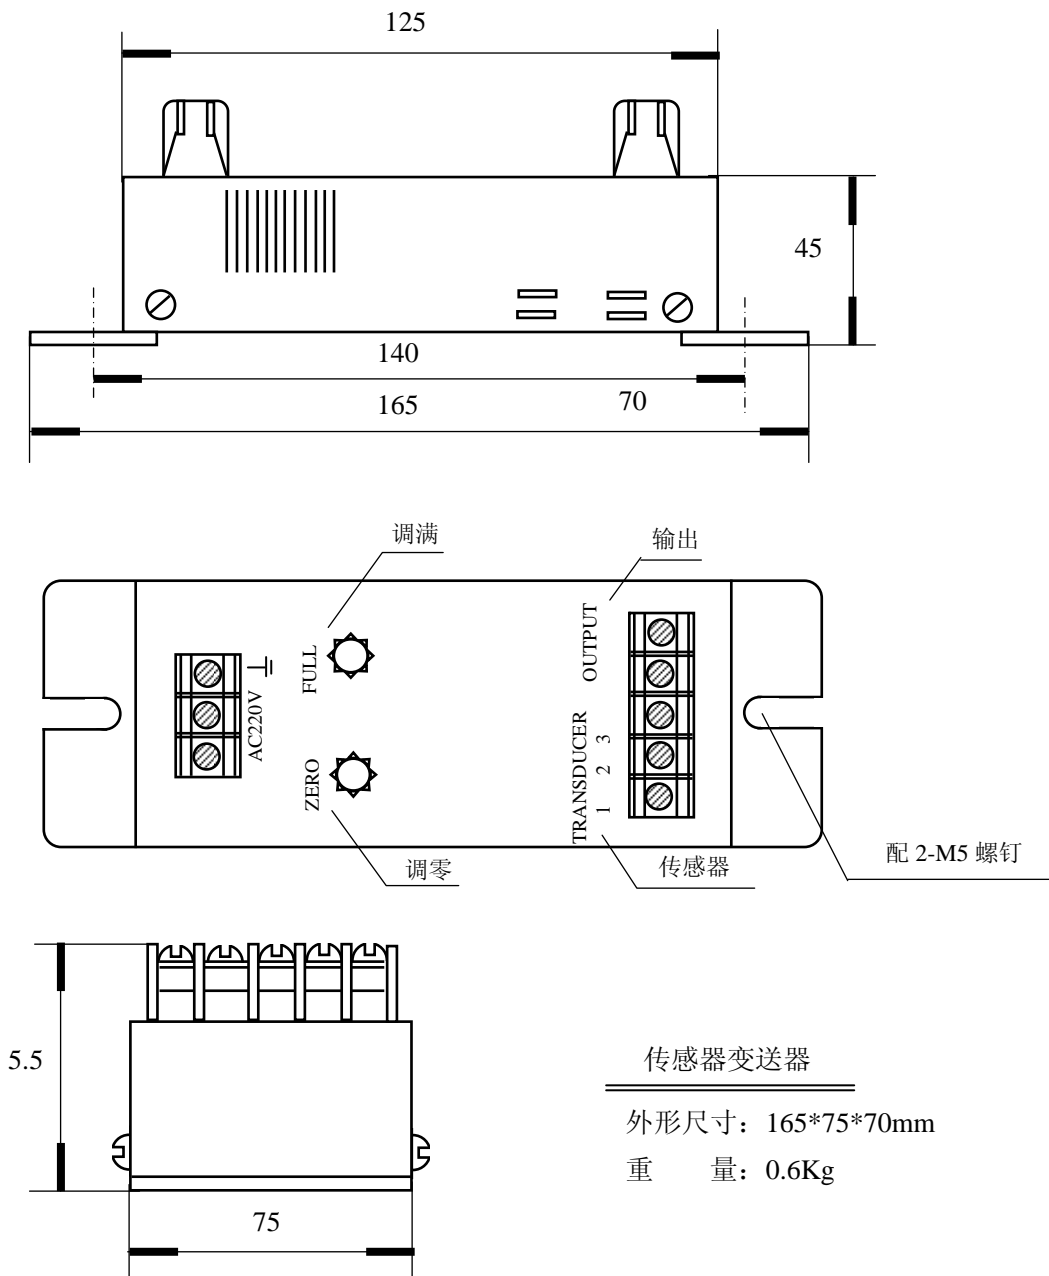 125
45
140
165
70
调满
输出
FULL
OUTPUT
AC220V
ZERO
TRANSDUCER
1 2 3
调零
传感器
配 2-M5 螺钉
5.5
75
传感器变送器
外形尺寸：165*75*70mm
重 量：0.6Kg